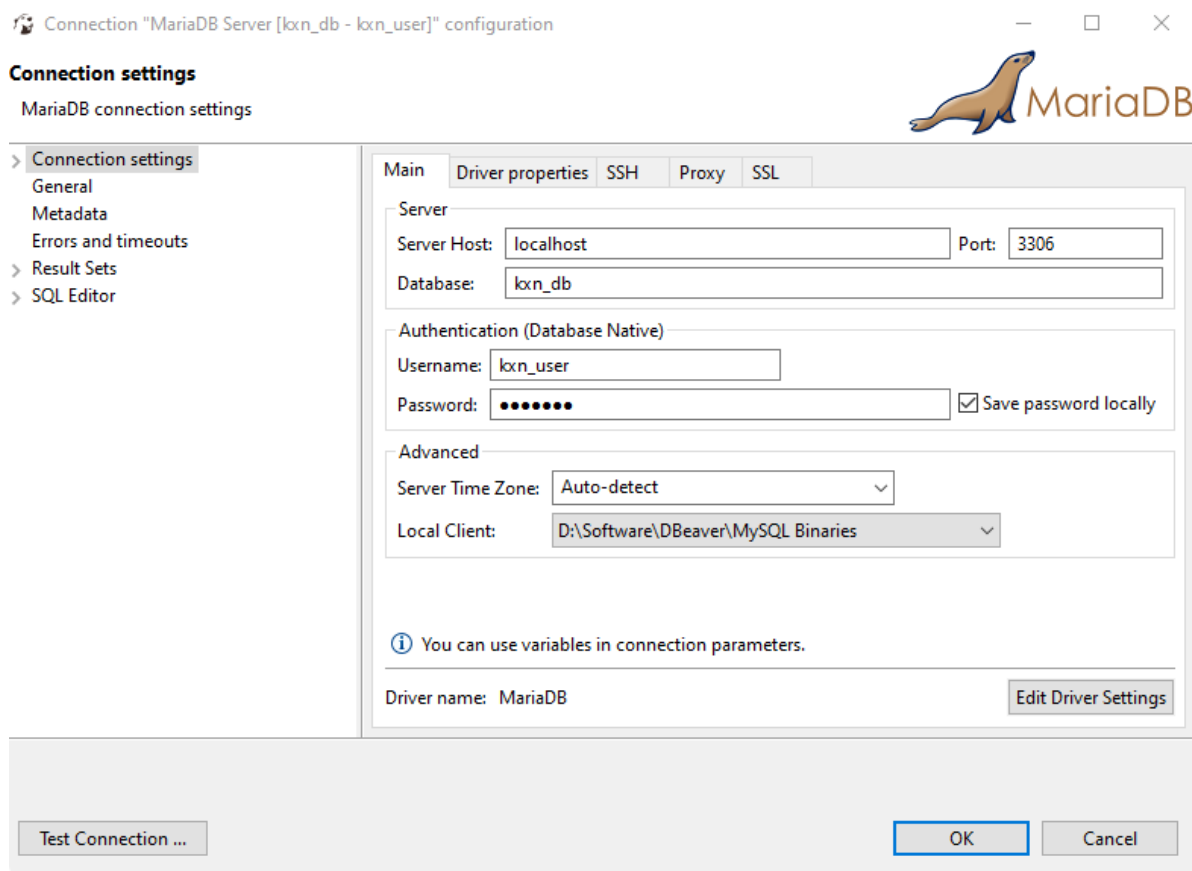 Connection "MariaDB Server [kxn_db - kxn_user]" configuration
Connection settings
MariaDB connection settings
MariaDB
Connection settings
General
Metadata
Errors and timeouts
Result Sets
SQL Editor
Main Driver properties SSH Proxy SSL
Server
Server Host: localhost Port: 3306
Database: kxn_db
Authentication (Database Native)
Username: kxn_user
Password: ••••••• Save password locally
Advanced
Server Time Zone: Auto-detect
Local Client: D:\Software\DBeaver\MySQL Binaries
You can use variables in connection parameters.
Driver name: MariaDB Edit Driver Settings
Test Connection ... OK Cancel